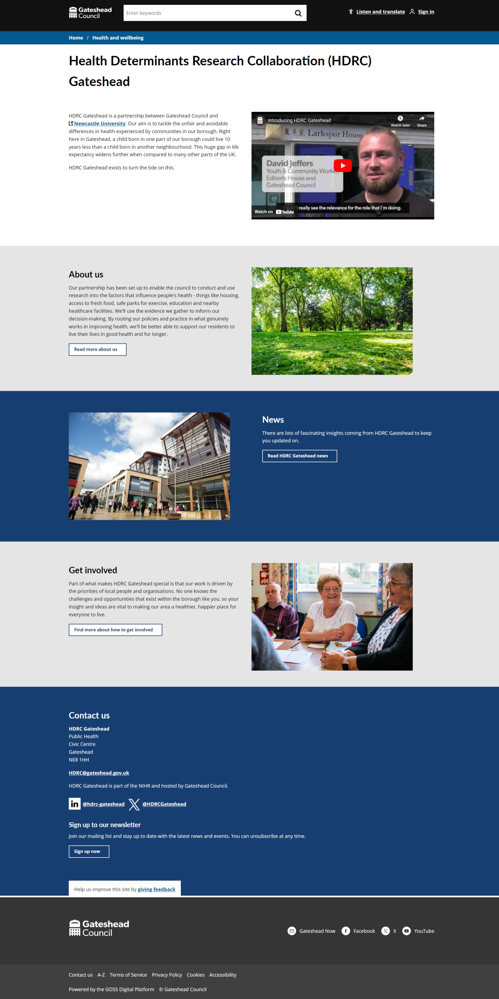 Gateshead
Council
Enter keywords
Listen and translate
Sign in
Home / Health and wellbeing
Health Determinants Research Collaboration (HDRC)
Gateshead
HDRC Gateshead is a partnership between Gateshead Council and
Newcastle University. Our aim is to tackle the unfair and avoidable
differences in health experienced by communities in our borough. Right
here in Gateshead, a child born in one part of our borough could live 10
years less than a child born in another neighbourhood. This huge gap in life
expectancy widens further when compared to many other parts of the UK.
HDRC Gateshead exists to turn the tide on this.
Introducing HDRC Gateshead
Watch later
Share
Larkspur House
David Jeffers
Youth & Community Worker,
Edberts House and
Gateshead Council
I didn't really see the relevance for the role that I'm doing.
Watch on YouTube
About us
Our partnership has been set up to enable the council to conduct and use
research into the factors that influence people's health - things like housing,
access to fresh food, safe parks for exercise, education and nearby
healthcare facilities. We'll use the evidence we gather to inform our
decision-making. By rooting our policies and practice in what genuinely
works in improving health, we'll be better able to support our residents to
live their lives in good health and for longer.
Read more about us
News
There are lots of fascinating insights coming from HDRC Gateshead to keep
you updated on.
Read HDRC Gateshead news
Get involved
Part of what makes HDRC Gateshead special is that our work is driven by
the priorities of local people and organisations. No one knows the
challenges and opportunities that exist within the borough like you, so your
insight and ideas are vital to making our area a healthier, happier place for
everyone to live.
Find more about how to get involved
Contact us
HDRC Gateshead
Public Health
Civic Centre
Gateshead
NE8 1HH
HDRC@gateshead.gov.uk
HDRC Gateshead is part of the NIHR and hosted by Gateshead Council.
in @hdrc-gateshead X @HDRCGateshead
Sign up to our newsletter
Join our mailing list and stay up to date with the latest news and events. You can unsubscribe at any time.
Sign up now
Help us improve this site by giving feedback
Gateshead
Council
Gateshead Now
Facebook
X
YouTube
Contact us A-Z Terms of Service Privacy Policy Cookies Accessibility
Powered by the GOSS Digital Platform © Gateshead Council